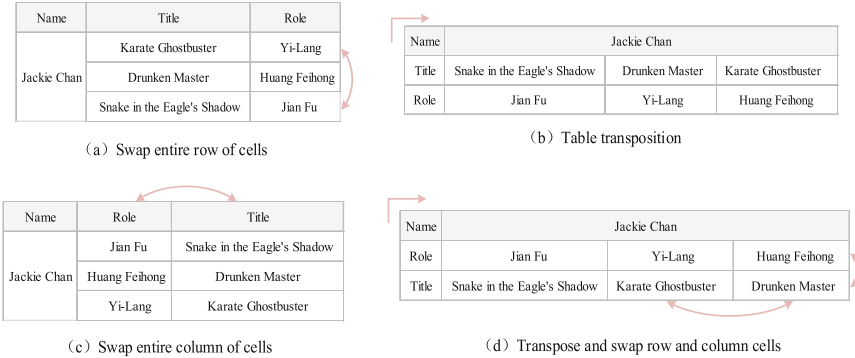 Name Title Role
Jackie Chan
Karate Ghostbuster Yi-Lang
Drunken Master Huang Feihong
Snake in the Eagle's Shadow Jian Fu
（a）Swap entire row of cells
Name Jackie Chan
Title Snake in the Eagle's Shadow Drunken Master Karate Ghostbuster
Role Jian Fu Yi-Lang Huang Feihong
（b）Table transposition
Name Role Title
Jackie Chan
Jian Fu Snake in the Eagle's Shadow
Huang Feihong Drunken Master
Yi-Lang Karate Ghostbuster
（c）Swap entire column of cells
Name Jackie Chan
Role Jian Fu Yi-Lang Huang Feihong
Title Snake in the Eagle's Shadow Karate Ghostbuster Drunken Master
（d）Transpose and swap row and column cells